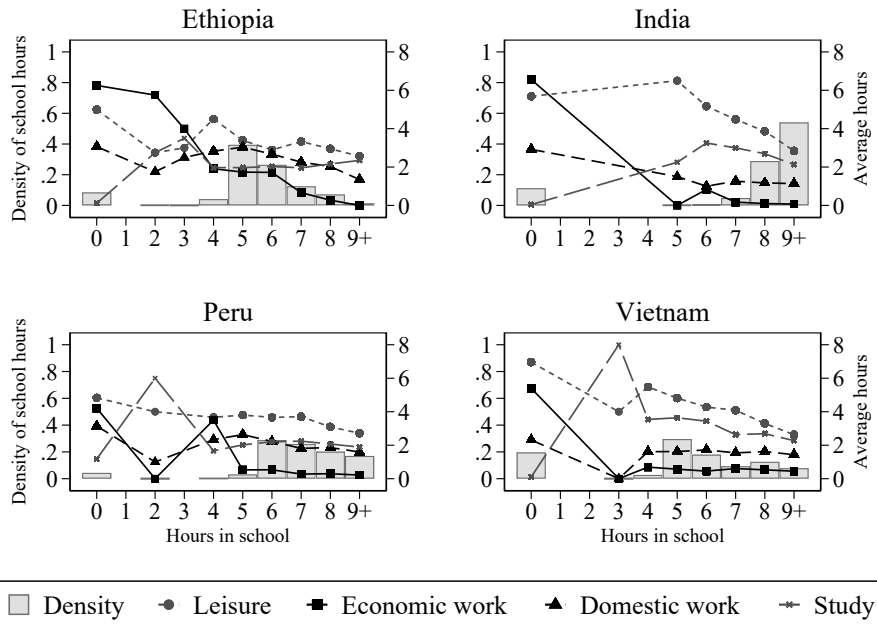 Ethiopia
India
Density of school hours
1
.8
.6
.4
.2
0
8
6
4
2
0
0 1 2 3 4 5 6 7 8 9+
1
.8
.6
.4
.2
0
8
6
4
2
0
Average hours
0 1 2 3 4 5 6 7 8 9+
Peru
Vietnam
Density of school hours
1
.8
.6
.4
.2
0
8
6
4
2
0
0 1 2 3 4 5 6 7 8 9+
Hours in school
1
.8
.6
.4
.2
0
8
6
4
2
0
Average hours
0 1 2 3 4 5 6 7 8 9+
Hours in school
Density Leisure Economic work Domestic work Study